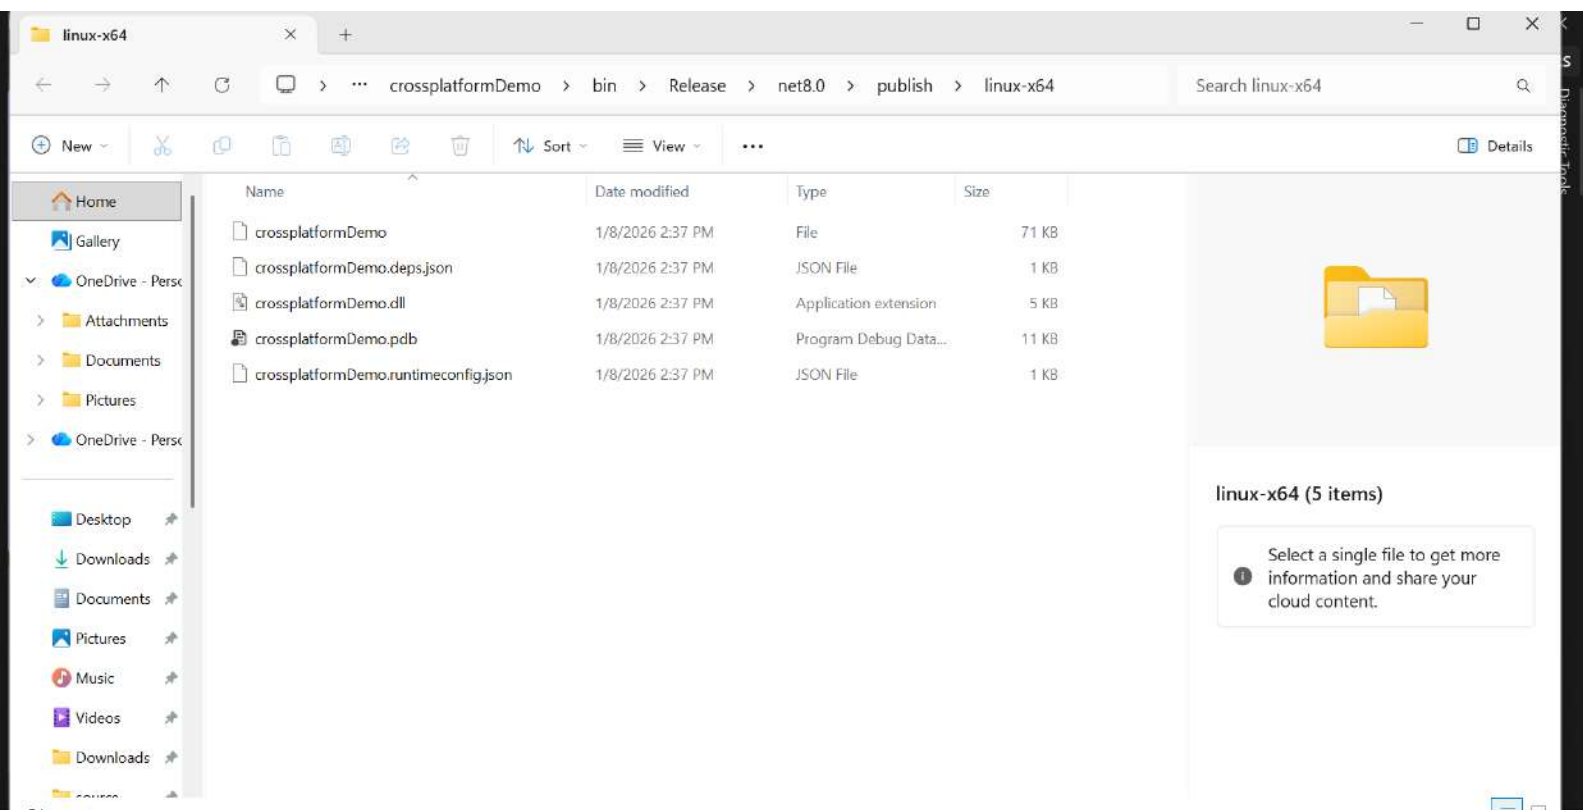 linux-x64
crossplatformDemo > bin > Release > net8.0 > publish > linux-x64
Search linux-x64
New
Sort
View
Details
Name Date modified Type Size
crossplatformDemo 1/8/2026 2:37 PM File 71 KB
crossplatformDemo.deps.json 1/8/2026 2:37 PM JSON File 1 KB
crossplatformDemo.dll 1/8/2026 2:37 PM Application extension 5 KB
crossplatformDemo.pdb 1/8/2026 2:37 PM Program Debug Data... 11 KB
crossplatformDemo.runtimeconfig.json 1/8/2026 2:37 PM JSON File 1 KB
Home
Gallery
OneDrive - Persc
Attachments
Documents
Pictures
OneDrive - Persc
Desktop
Downloads
Documents
Pictures
Music
Videos
Downloads
source
linux-x64 (5 items)
Select a single file to get more
information and share your
cloud content.
Diagnostic Tools